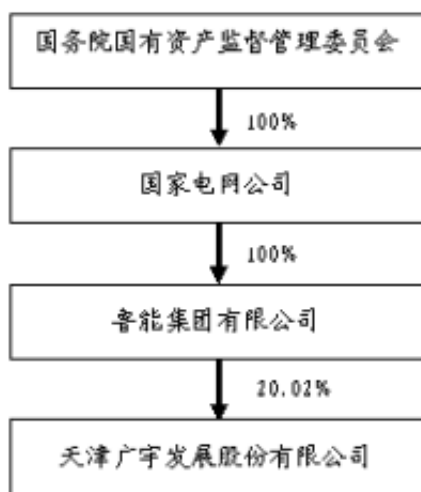 国务院国有资产监督管理委员会
100%
国家电网公司
100%
鲁能集团有限公司
20.02%
天津广宇发展股份有限公司